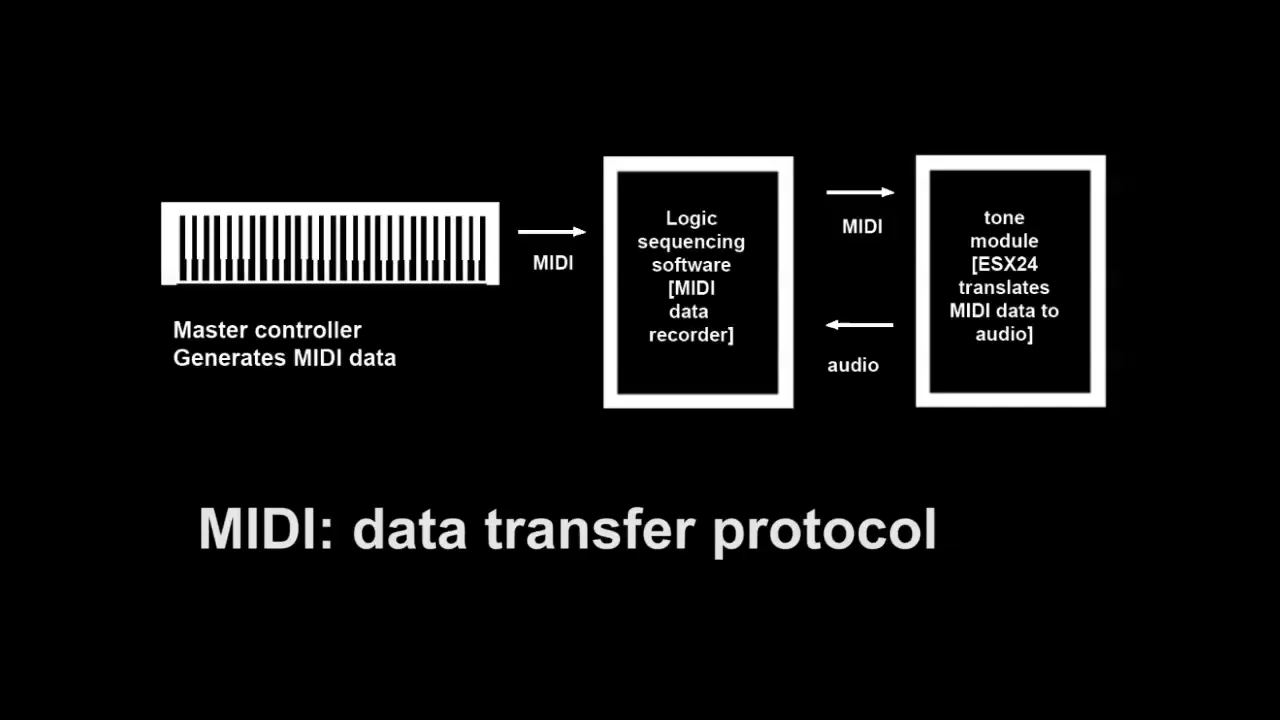 Master controller
Generates MIDI data
MIDI
Logic
sequencing
software
[MIDI
data
recorder]
MIDI
audio
tone
module
[ESX24
translates
MIDI data to
audio]
MIDI: data transfer protocol